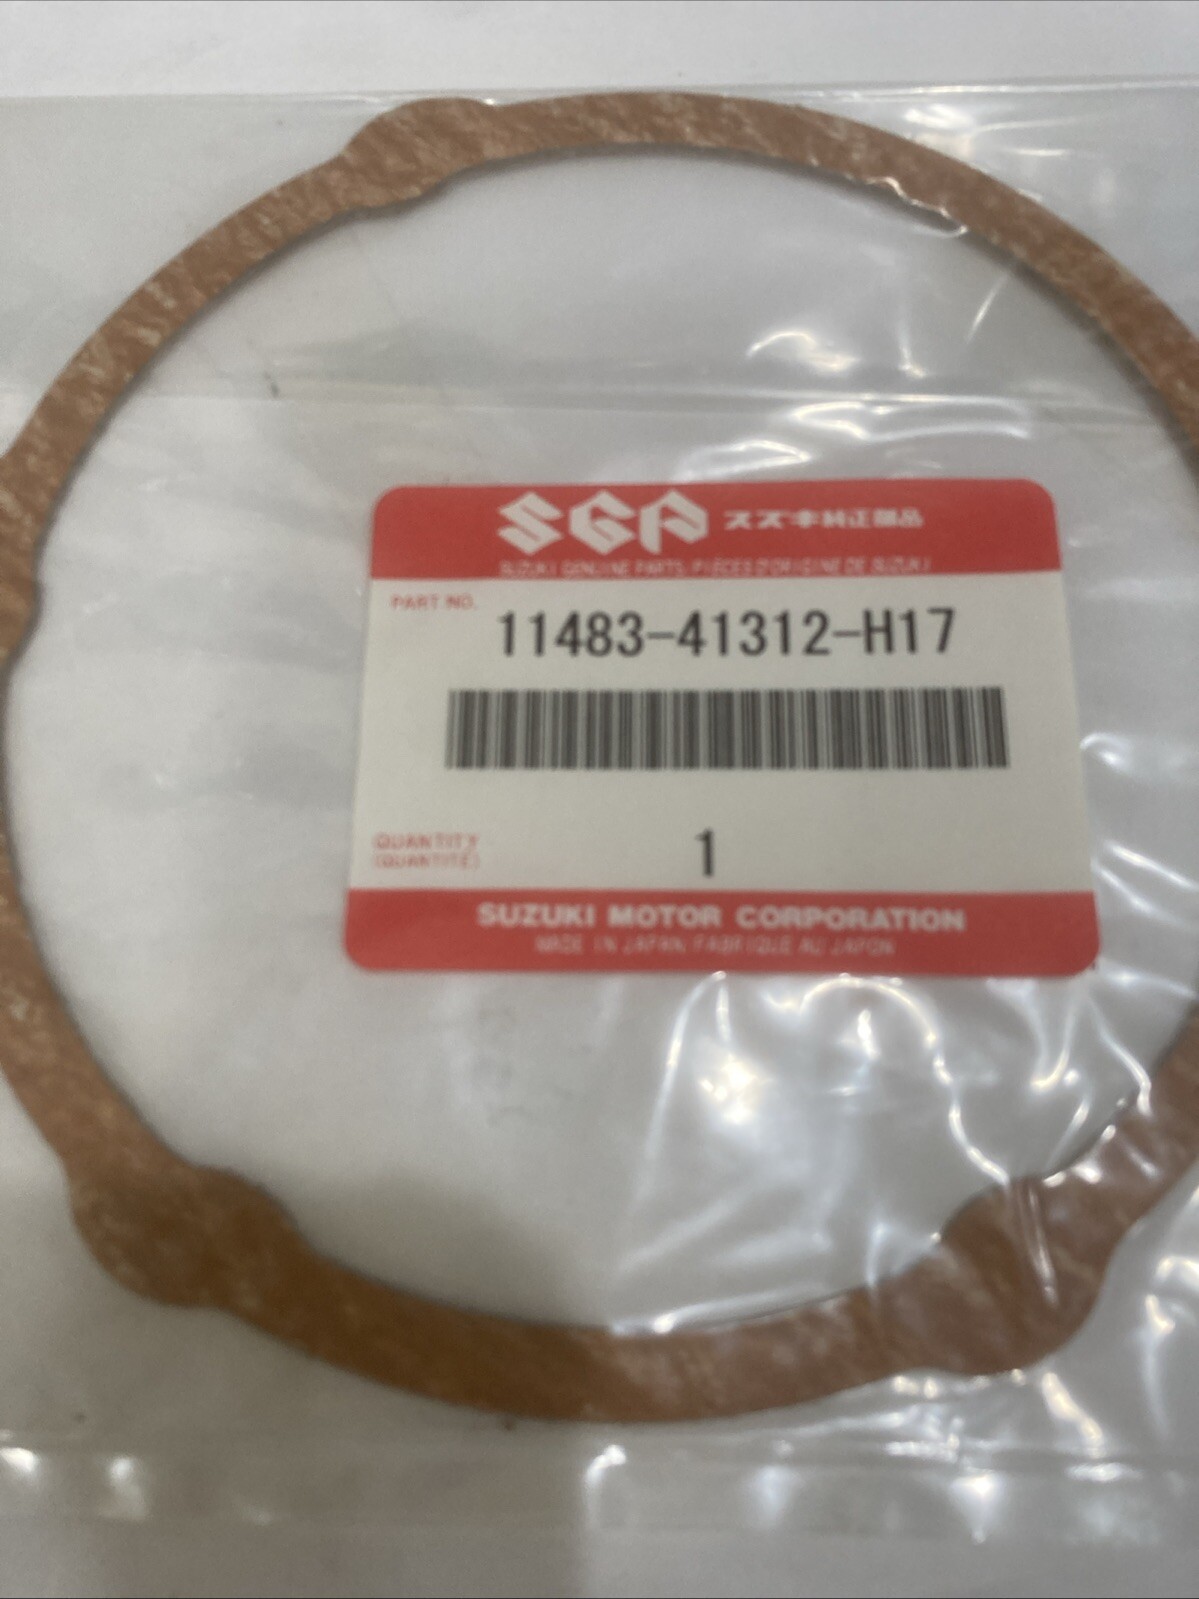 SGP スズキ純正部品
SUZUKI GENUINE PARTS/PIECES D'ORIGINE DE SUZUKI
PART NO. 11483-41312-H17
QUANTITY 1
(QUANTITÉ)
SUZUKI MOTOR CORPORATION
MADE IN JAPAN/FABRIQUE AU JAPON